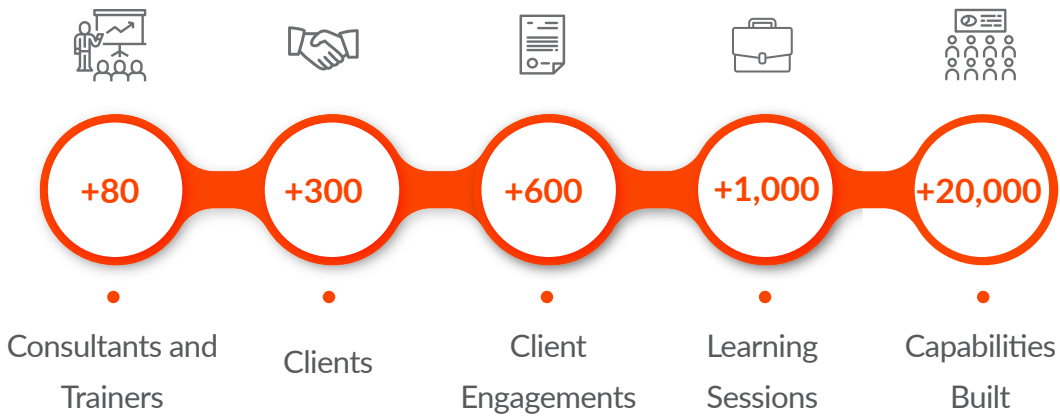 +80
+300
+600
+1,000
+20,000
Consultants and
Trainers
Clients
Client
Engagements
Learning
Sessions
Capabilities
Built